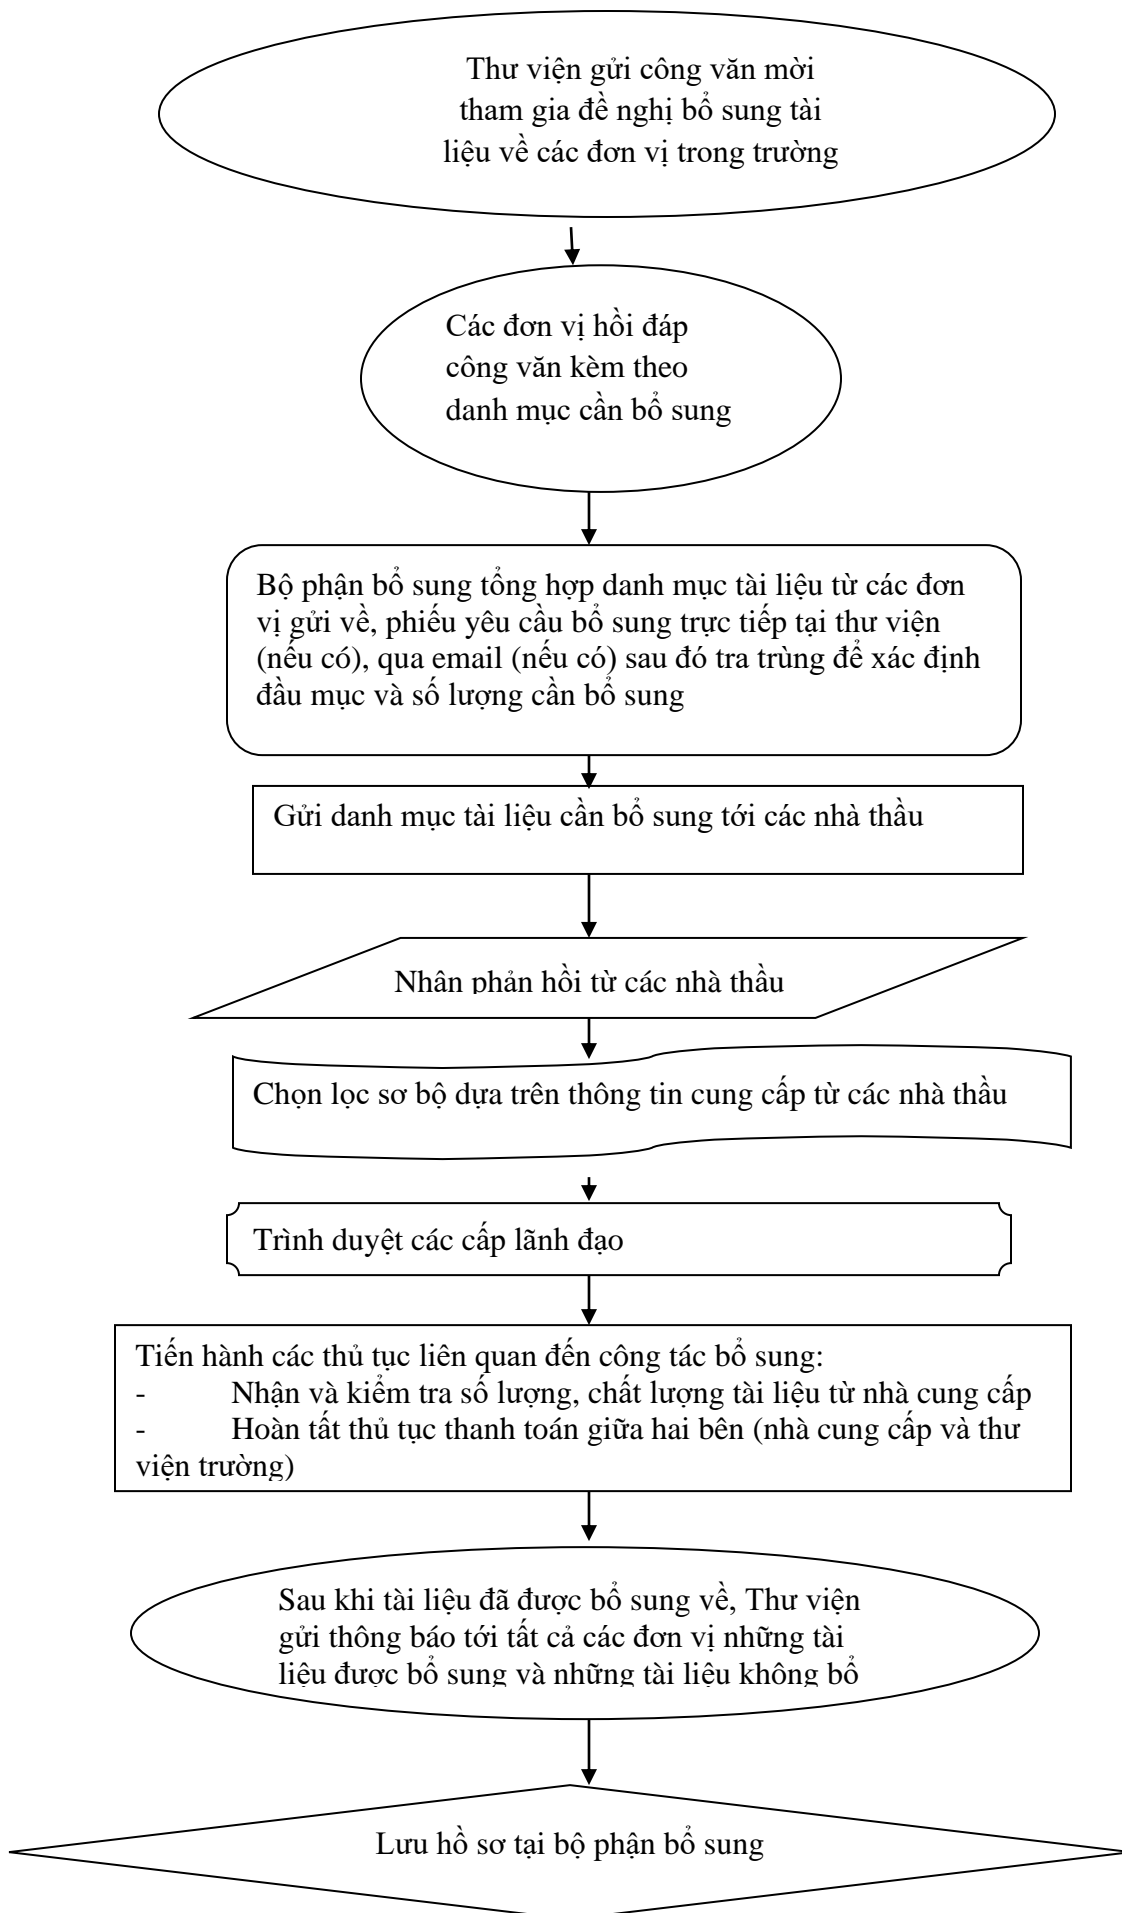 Thư viện gửi công văn mời
tham gia đề nghị bổ sung tài
liệu về các đơn vị trong trường
Các đơn vị hồi đáp
công văn kèm theo
danh mục cần bổ sung
Bộ phận bổ sung tổng hợp danh mục tài liệu từ các đơn
vị gửi về, phiếu yêu cầu bổ sung trực tiếp tại thư viện
(nếu có), qua email (nếu có) sau đó tra trùng để xác định
đầu mục và số lượng cần bổ sung
Gửi danh mục tài liệu cần bổ sung tới các nhà thầu
Nhận phản hồi từ các nhà thầu
Chọn lọc sơ bộ dựa trên thông tin cung cấp từ các nhà thầu
Trình duyệt các cấp lãnh đạo
Tiến hành các thủ tục liên quan đến công tác bổ sung:
- Nhận và kiểm tra số lượng, chất lượng tài liệu từ nhà cung cấp
- Hoàn tất thủ tục thanh toán giữa hai bên (nhà cung cấp và thư
viện trường)
Sau khi tài liệu đã được bổ sung về, Thư viện
gửi thông báo tới tất cả các đơn vị những tài
liệu được bổ sung và những tài liệu không bổ
Lưu hồ sơ tại bộ phận bổ sung